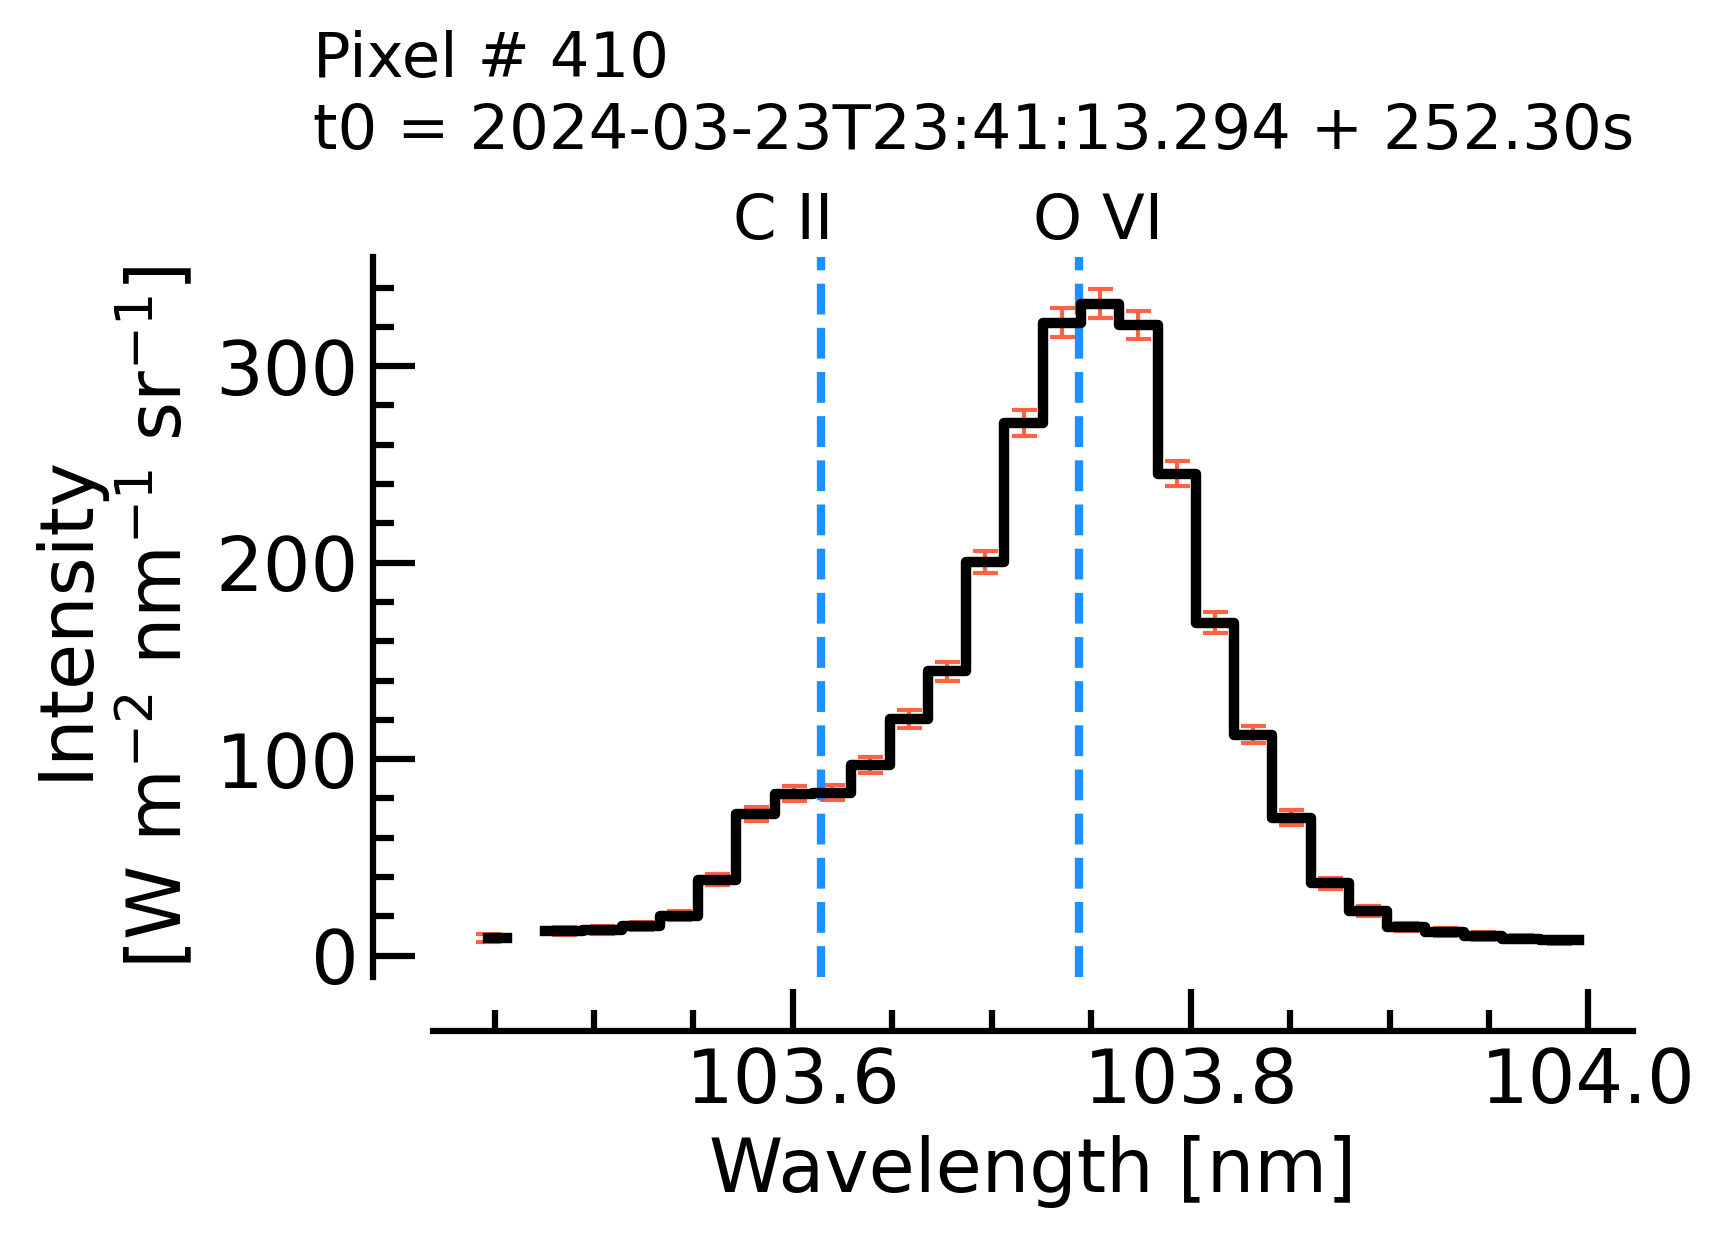 Pixel # 410
t0 = 2024-03-23T23:41:13.294 + 252.30s
C II O VI
Intensity
[W m⁻² nm⁻¹ sr⁻¹]
300
200
100
0
103.6 103.8 104.0
Wavelength [nm]